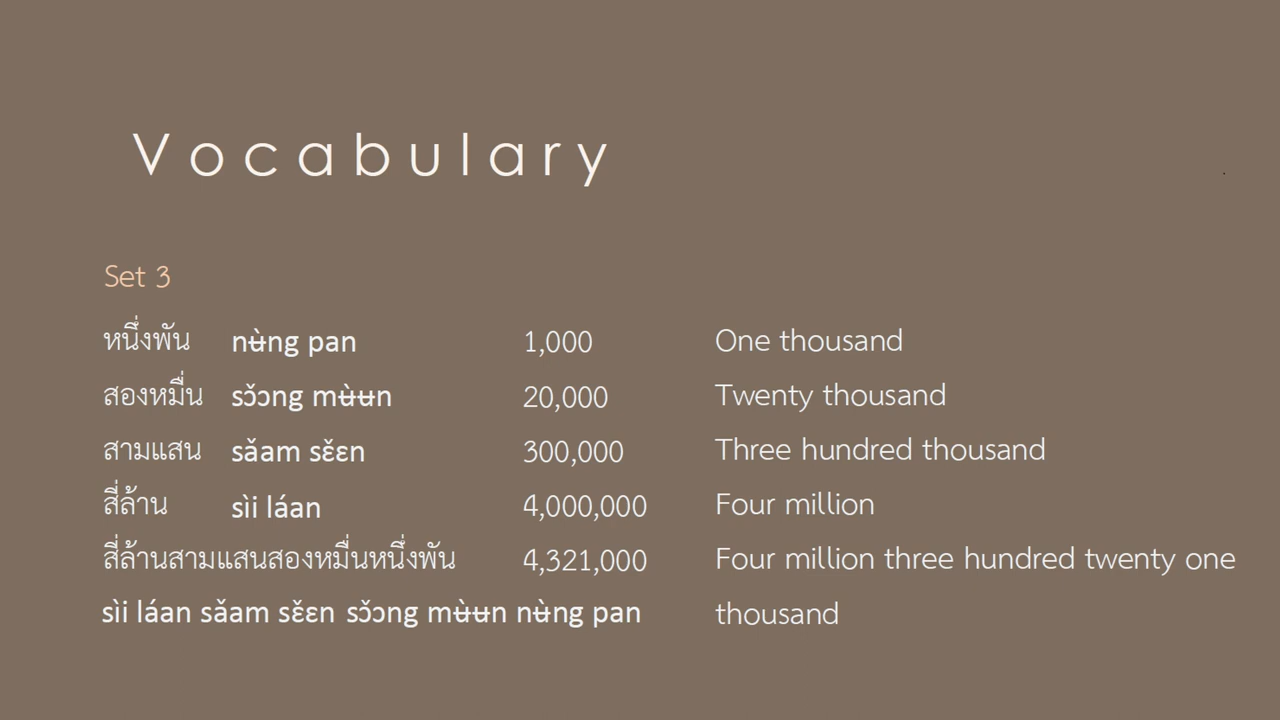 Vocabulary
Set 3
หนึ่งพัน nʉ̀ng pan 1,000 One thousand
สองหมื่น sɔ̌ɔng mʉ̀ʉn 20,000 Twenty thousand
สามแสน sǎam sɛ̌ɛn 300,000 Three hundred thousand
สี่ล้าน sìi láan 4,000,000 Four million
สี่ล้านสามแสนสองหมื่นหนึ่งพัน 4,321,000 Four million three hundred twenty one
sìi láan sǎam sɛ̌ɛn sɔ̌ɔng mʉ̀ʉn nʉ̀ng pan thousand